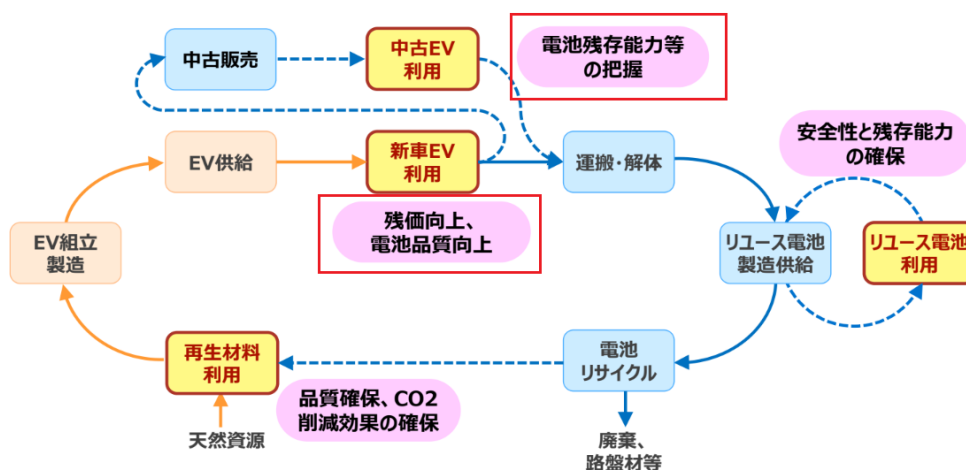 中古販売
中古EV
利用
電池残存能力等
の把握
安全性と残存能力
の確保
EV供給
新車EV
利用
運搬・解体
残価向上、
電池品質向上
EV組立
製造
リユース電池
製造供給
リユース電池
利用
再生材料
利用
電池
リサイクル
品質確保、CO2
削減効果の確保
天然資源
廃棄、
路盤材等